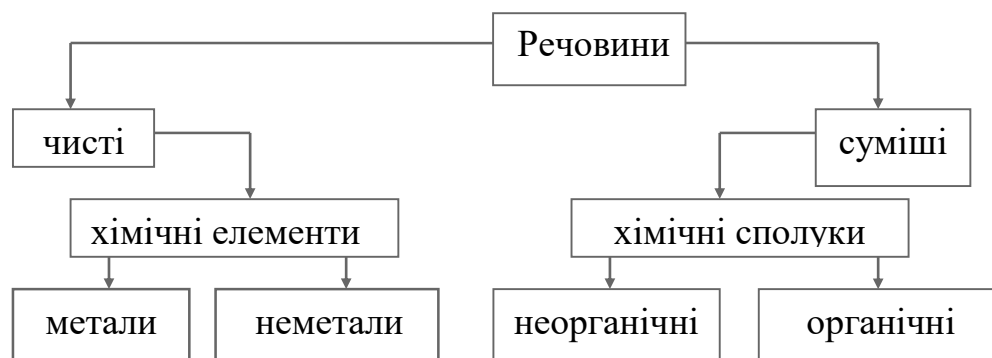 Речовини
чисті
суміші
хімічні елементи
хімічні сполуки
метали
неметали
неорганічні
органічні